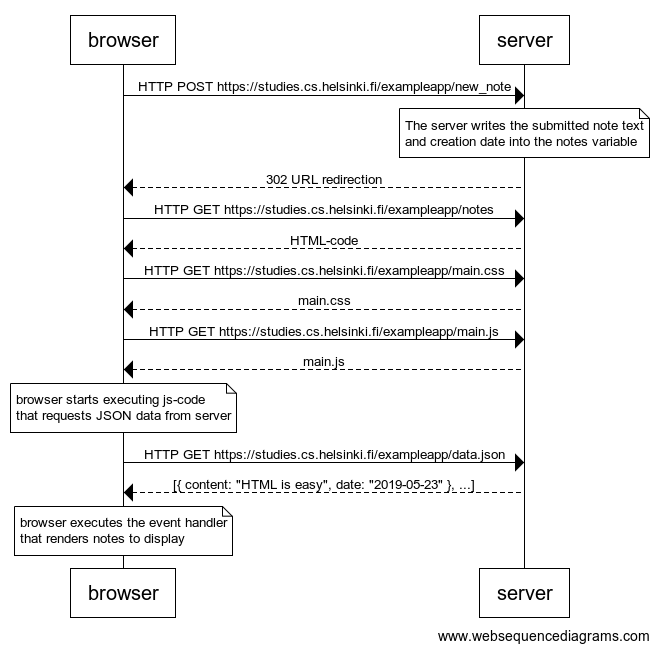 browser
server
HTTP POST https://studies.cs.helsinki.fi/exampleapp/new_note
The server writes the submitted note text
and creation date into the notes variable
302 URL redirection
HTTP GET https://studies.cs.helsinki.fi/exampleapp/notes
HTML-code
HTTP GET https://studies.cs.helsinki.fi/exampleapp/main.css
main.css
HTTP GET https://studies.cs.helsinki.fi/exampleapp/main.js
main.js
browser starts executing js-code
that requests JSON data from server
HTTP GET https://studies.cs.helsinki.fi/exampleapp/data.json
[{ content: "HTML is easy", date: "2019-05-23" }, ...]
browser executes the event handler
that renders notes to display
browser
server
www.websequencediagrams.com